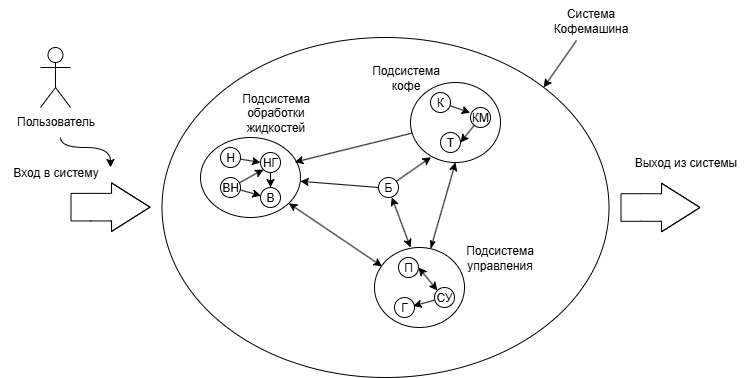 Система
Кофемашина
Подсистема
кофе
К
КМ
Т
Подсистема
обработки
жидкостей
Н
НГ
ВН
В
Пользователь
Вход в систему
Выход из системы
Б
Подсистема
управления
П
СУ
Г